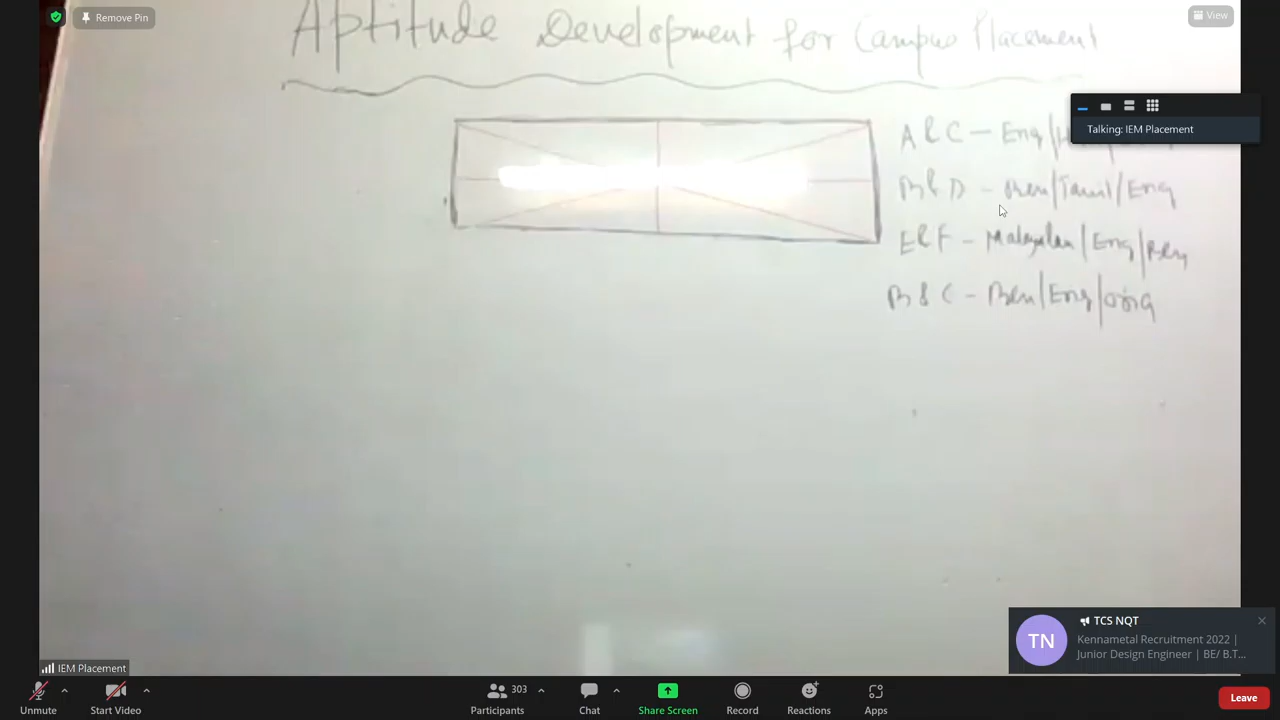 Remove Pin
View
Aptitude Development for Campus Placement
Talking: IEM Placement
A & C - Eng/
B & D - Ben/Tamil/Eng
E & F - Malayalam/Eng/Ben
B & C - Ben/Eng/
TCS NQT
TN
Kennametal Recruitment 2022 |
Junior Design Engineer | BE/ B.T...
IEM Placement
303
Unmute
Start Video
Participants
Chat
Share Screen
Record
Reactions
Apps
Leave